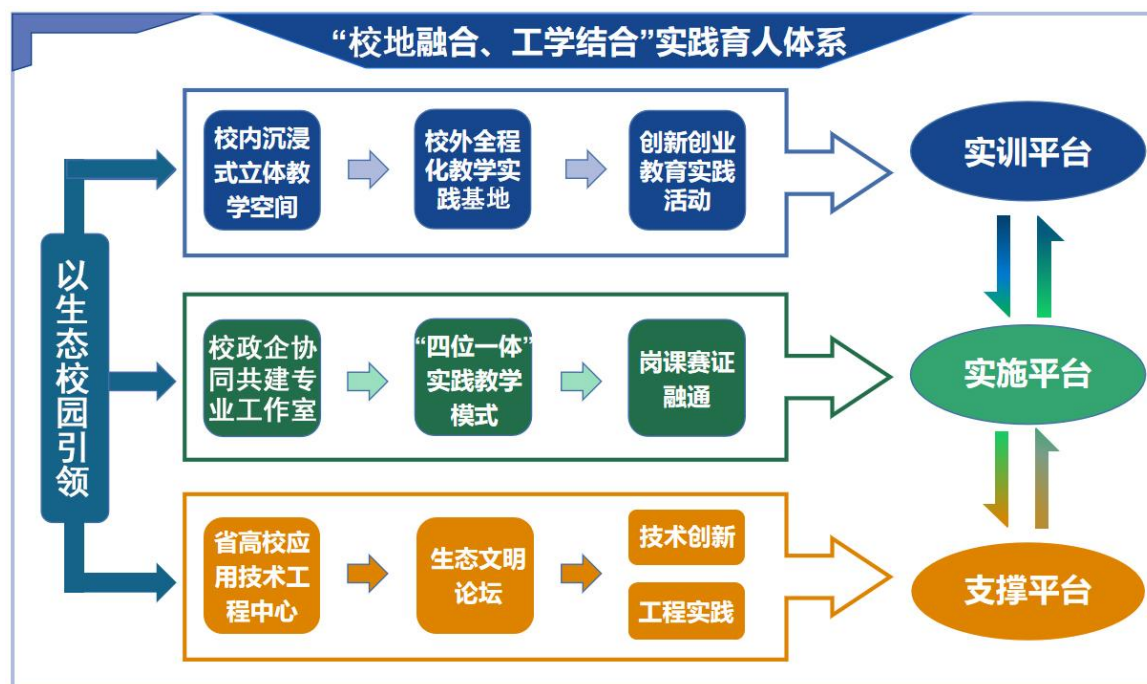 “校地融合、工学结合”实践育人体系
以生态校园引领
校内沉浸
式立体教
学空间
校外全程
化教学实
践基地
创新创业
教育实践
活动
实训平台
校政企协
同共建专
业工作室
“四位一体”
实践教学
模式
岗课赛证
融通
实施平台
省高校应
用技术工
程中心
生态文明
论坛
技术创新
工程实践
支撑平台